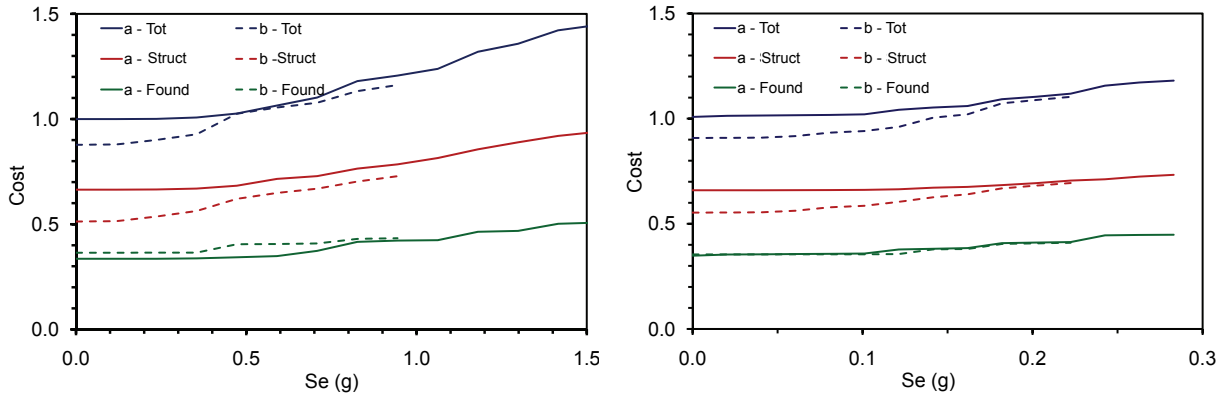 1.5
a - Tot
b - Tot
a - Struct
b -Struct
a - Found
b - Found
1.0
Cost
0.5
0.0
0.0
0.5
1.0
1.5
Se (g)
1.5
a - Tot
b - Tot
a - Struct
b - Struct
a - Found
b - Found
1.0
Cost
0.5
0.0
0.0
0.1
0.2
0.3
Se (g)